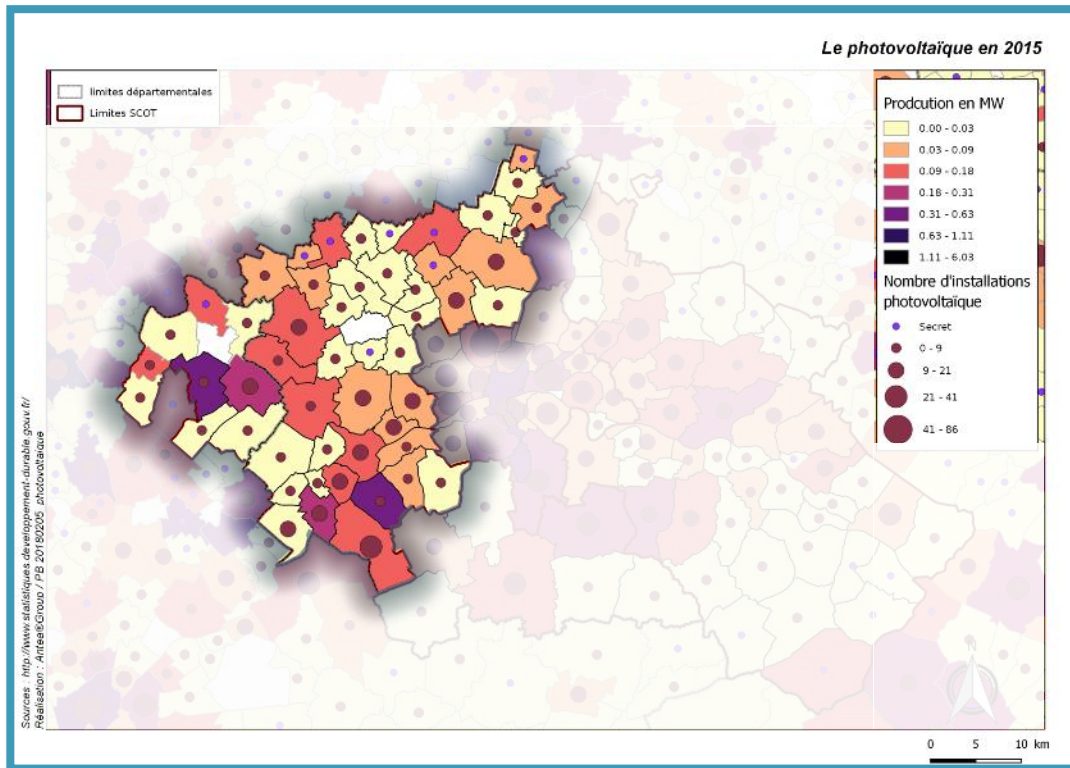 Le photovoltaïque en 2015
limites départementales
Limites SCOT
Prodcution en MW
0.00 - 0.03
0.03 - 0.09
0.09 - 0.18
0.18 - 0.31
0.31 - 0.63
0.63 - 1.11
1.11 - 6.03
Nombre d'installations
photovoltaïque
Secret
0 - 9
9 - 21
21 - 41
41 - 86
Sources : http://www.statistiques.developpement-durable.gouv.fr/
Réalisation : Antea®Group / PB 20180205_photovoltaique
N
0 5 10 km